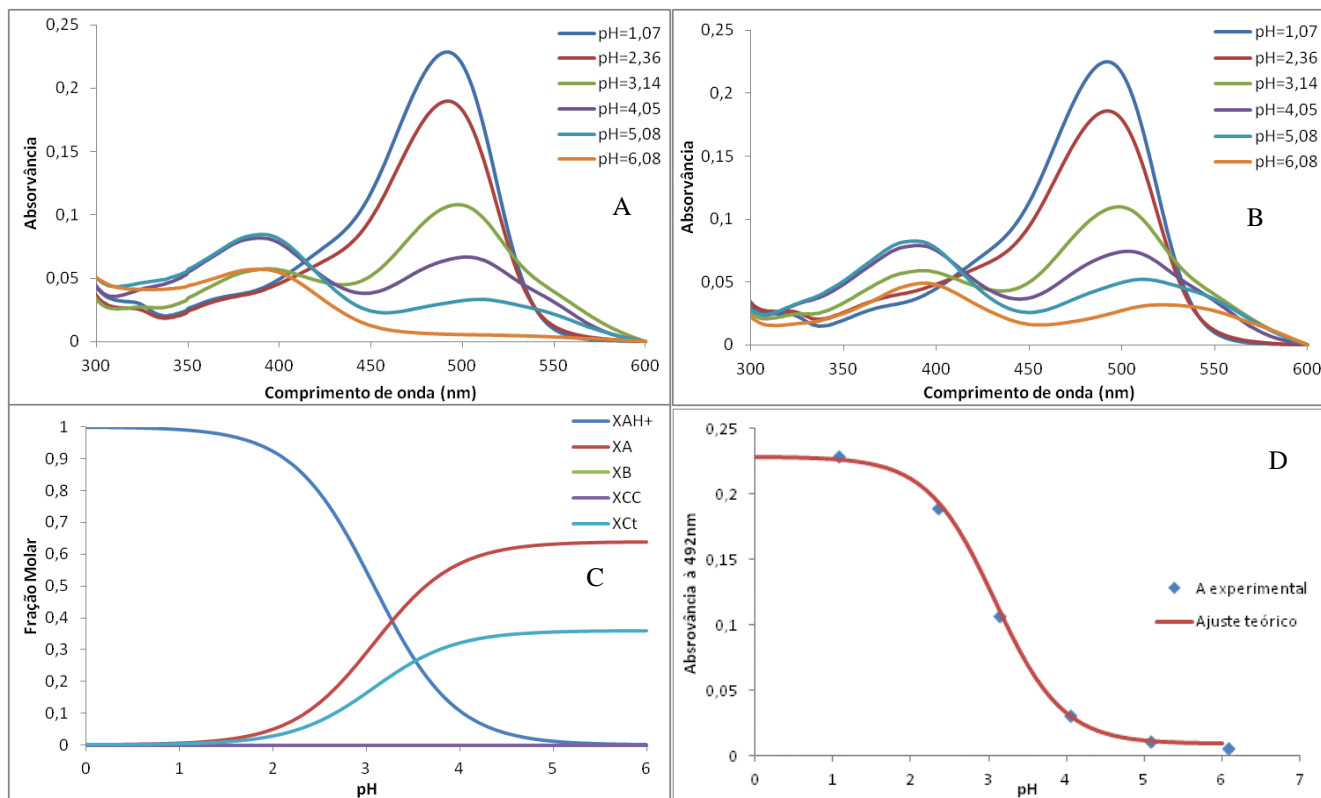 0,25
0,2
0,15
0,1
0,05
0
Absorvância
300
350
400
450
500
550
600
Comprimento de onda (nm)
pH=1,07
pH=2,36
pH=3,14
pH=4,05
pH=5,08
pH=6,08
A
0,25
0,2
0,15
0,1
0,05
0
Absorvância
300
350
400
450
500
550
600
Comprimento de onda (nm)
pH=1,07
pH=2,36
pH=3,14
pH=4,05
pH=5,08
pH=6,08
B
1
0,9
0,8
0,7
0,6
0,5
0,4
0,3
0,2
0,1
0
Fração Molar
0
1
2
3
4
5
6
pH
XAH+
XA
XB
XCC
XCt
C
0,25
0,2
0,15
0,1
0,05
0
Absrovância à 492nm
0
1
2
3
4
5
6
7
pH
A experimental
Ajuste teórico
D